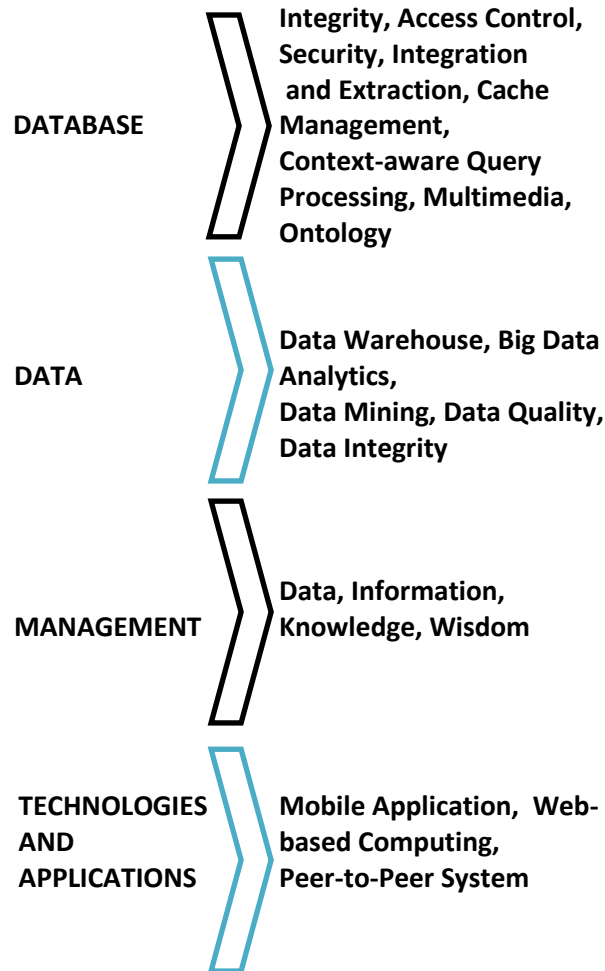 DATABASE
Integrity, Access Control,
Security, Integration
and Extraction, Cache
Management,
Context-aware Query
Processing, Multimedia,
Ontology
DATA
Data Warehouse, Big Data
Analytics,
Data Mining, Data Quality,
Data Integrity
MANAGEMENT
Data, Information,
Knowledge, Wisdom
TECHNOLOGIES
AND
APPLICATIONS
Mobile Application, Web-
based Computing,
Peer-to-Peer System